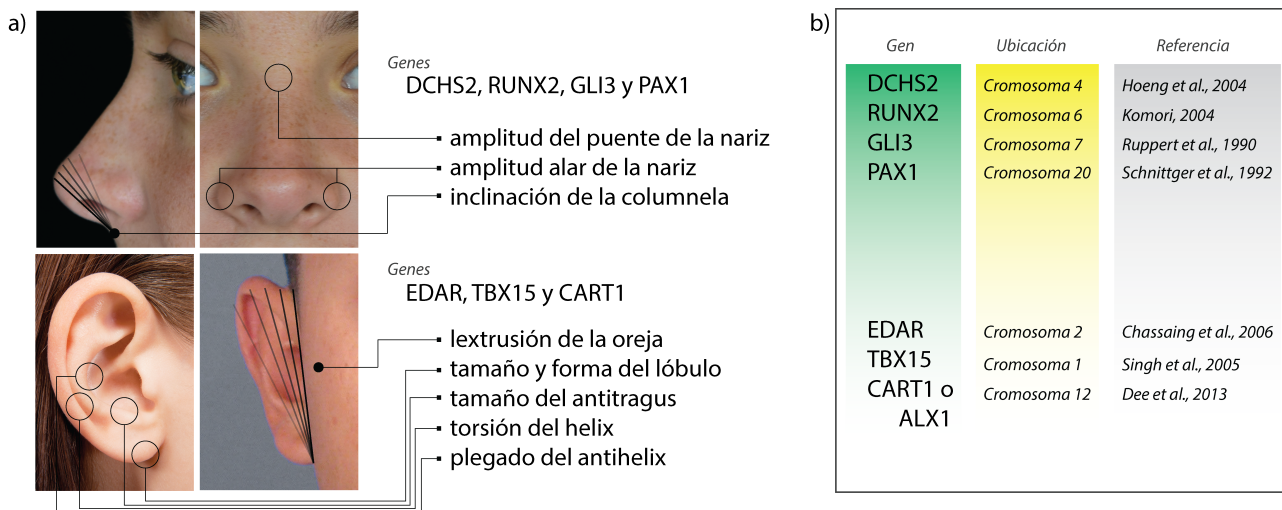 a)
Genes
DCHS2, RUNX2, GLI3 y PAX1
amplitud del puente de la nariz
amplitud alar de la nariz
inclinación de la columnela
Genes
EDAR, TBX15 y CART1
lextrusión de la oreja
tamaño y forma del lóbulo
tamaño del antitragus
torsión del helix
plegado del antihelix
b)
Gen Ubicación Referencia
DCHS2 Cromosoma 4 Hoeng et al., 2004
RUNX2 Cromosoma 6 Komori, 2004
GLI3 Cromosoma 7 Ruppert et al., 1990
PAX1 Cromosoma 20 Schnittger et al., 1992
EDAR Cromosoma 2 Chassaing et al., 2006
TBX15 Cromosoma 1 Singh et al., 2005
CART1 o Cromosoma 12 Dee et al., 2013
ALX1